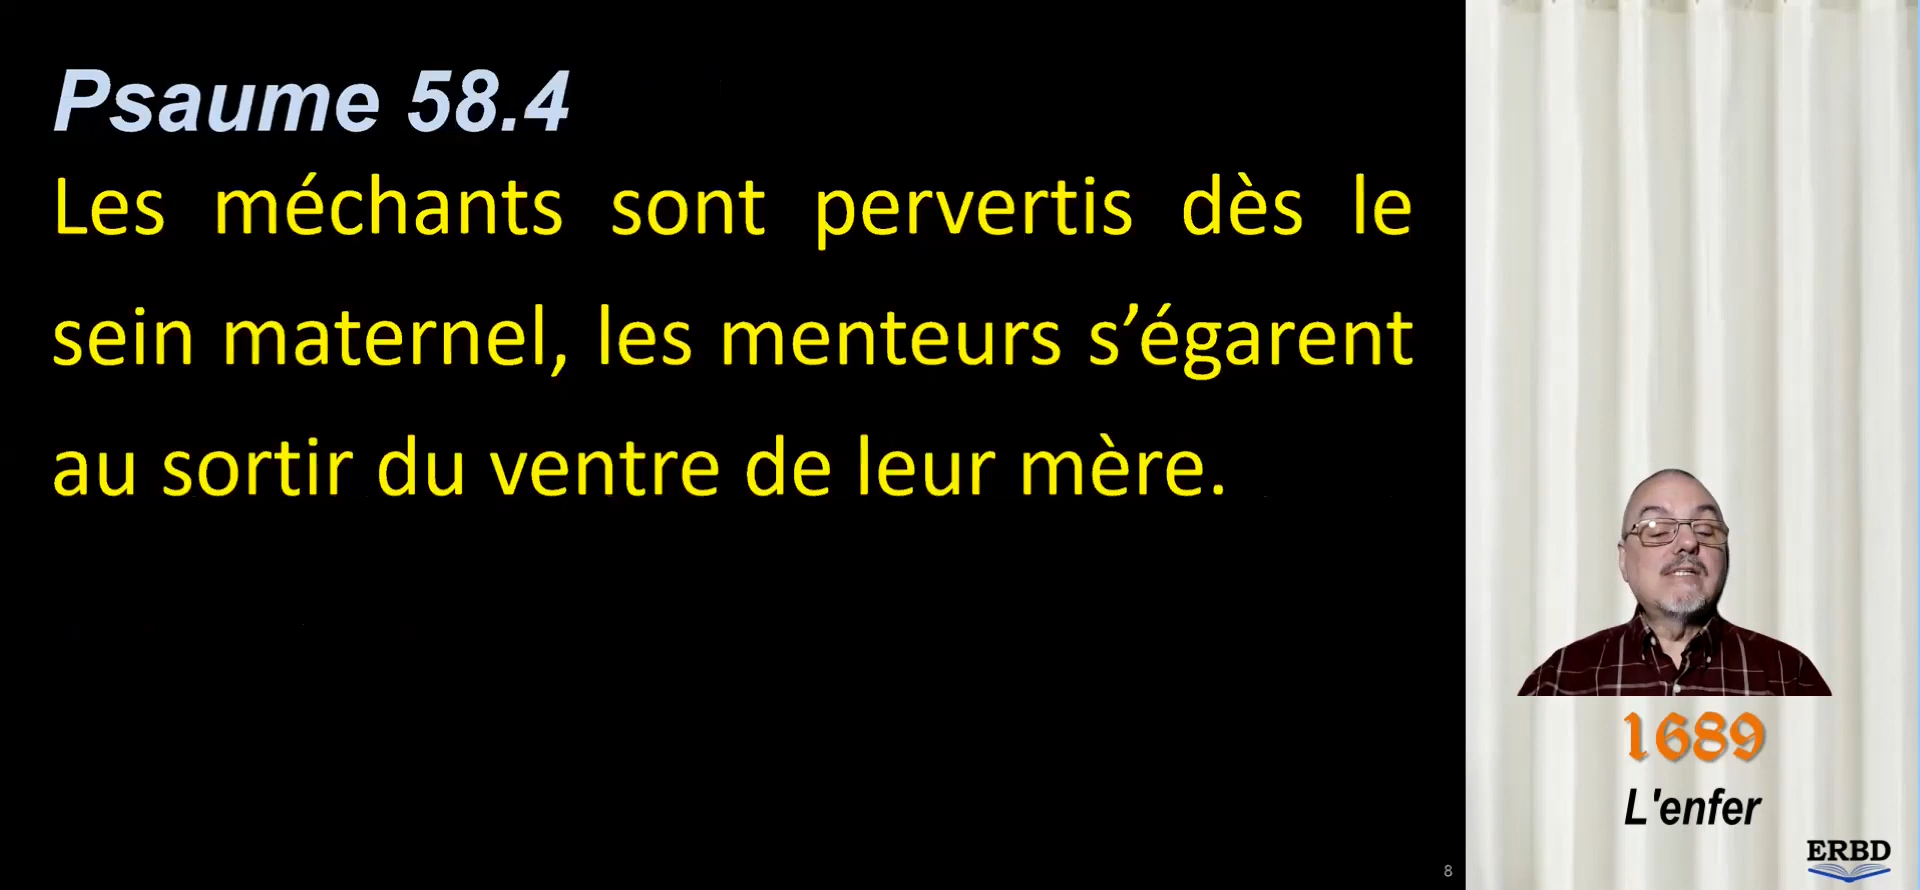 Psaume 58.4
Les méchants sont pervertis dès le
sein maternel, les menteurs s’égarent
au sortir du ventre de leur mère.
8
1689
L'enfer
ERBD